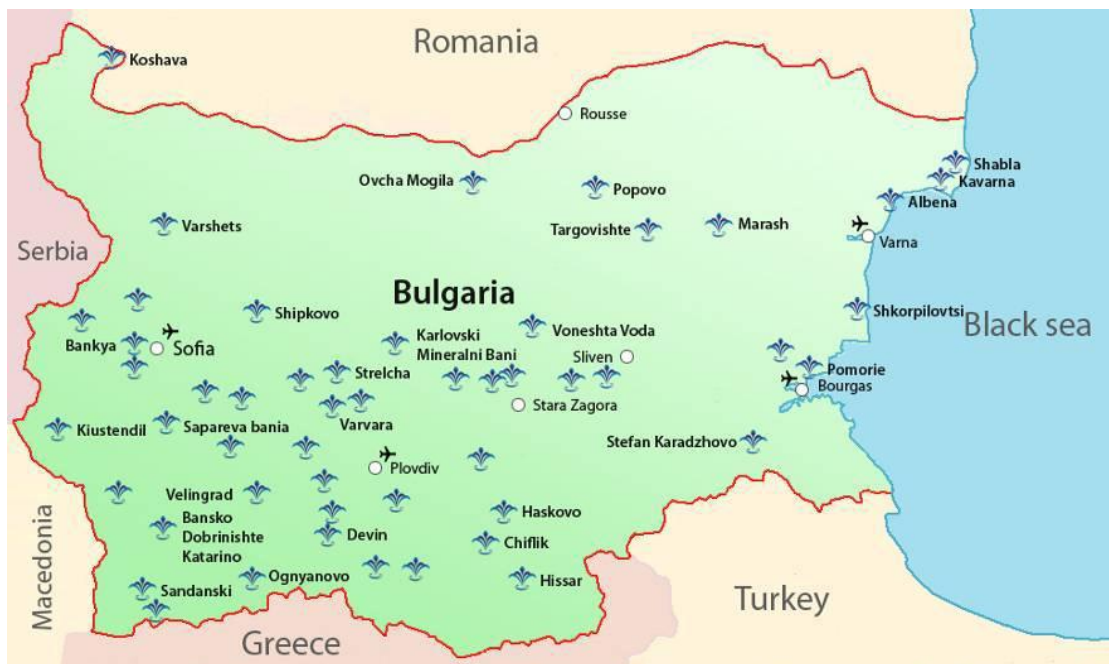 Romania
Koshava
Rousse
Shabla
Ovcha Mogila
Kavarna
Popovo
Albena
Varshets
Targovishte
Marash
Varna
Serbia
Bulgaria
Shipkovo
Shkorpilovtsi
Black sea
Voneshta Voda
Karlovski
Mineralni Bani
Bankya
Sofia
Sliven
Strelcha
Pomorie
Bourgas
Stara Zagora
Varvara
Kiustendil
Sapareva bania
Stefan Karadzhovo
Plovdiv
Velingrad
Haskovo
Bansko
Dobrinishte
Katarino
Devin
Chiflik
Macedonia
Ognyanovo
Hissar
Sandanski
Turkey
Greece